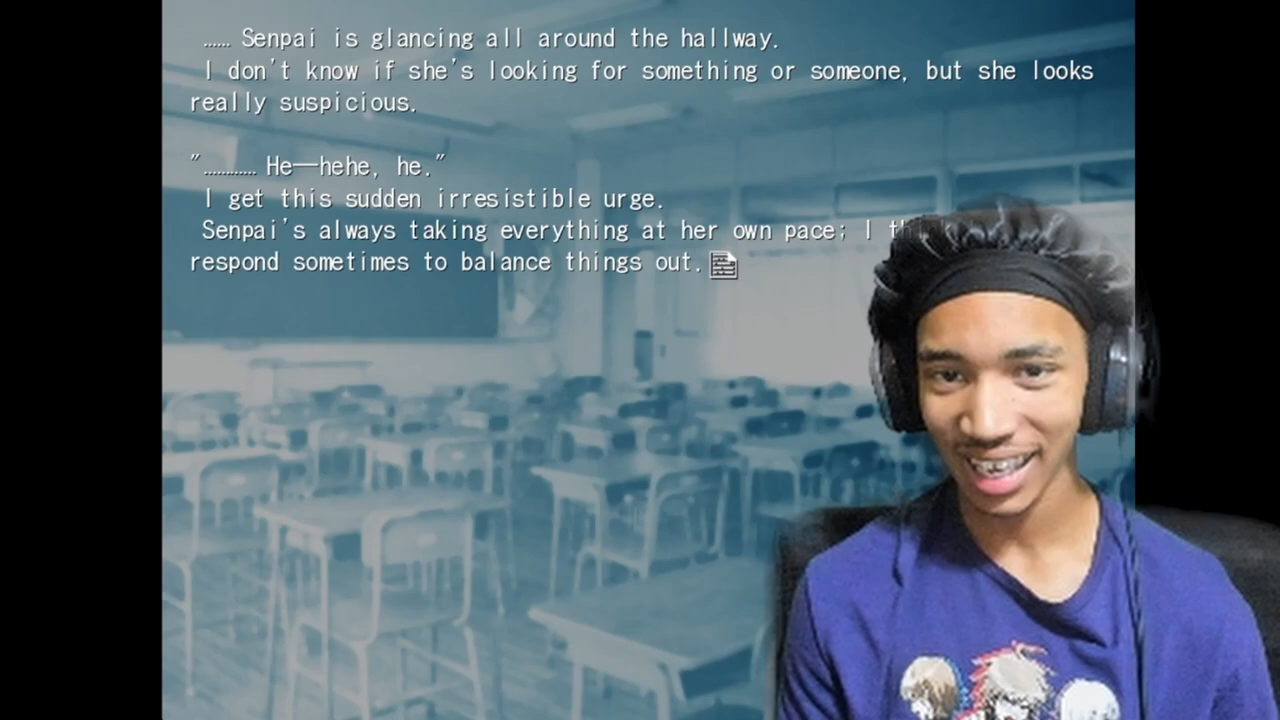 …… Senpai is glancing all around the hallway.
I don't know if she's looking for something or someone, but she looks
really suspicious.
"………… He——hehe, he."
I get this sudden irresistible urge.
Senpai's always taking everything at her own pace; I
respond sometimes to balance things out.